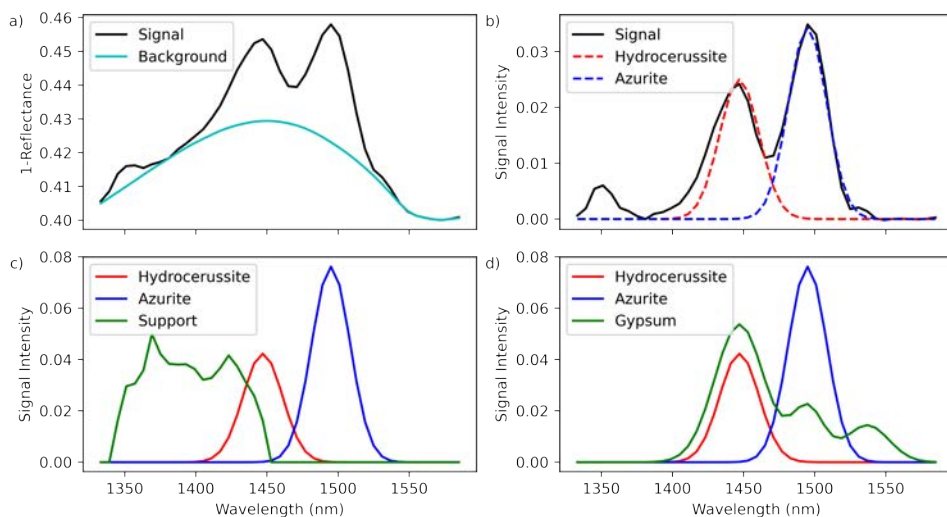 a)
0.46
0.45
0.44
0.43
0.42
0.41
0.40
1-Reflectance
Signal
Background
b)
0.03
0.02
0.01
0.00
Signal Intensity
Signal
Hydrocerussite
Azurite
c)
0.08
0.06
0.04
0.02
0.00
Signal Intensity
Hydrocerussite
Azurite
Support
1350 1400 1450 1500 1550
Wavelength (nm)
d)
0.08
0.06
0.04
0.02
0.00
Signal Intensity
Hydrocerussite
Azurite
Gypsum
1350 1400 1450 1500 1550
Wavelength (nm)